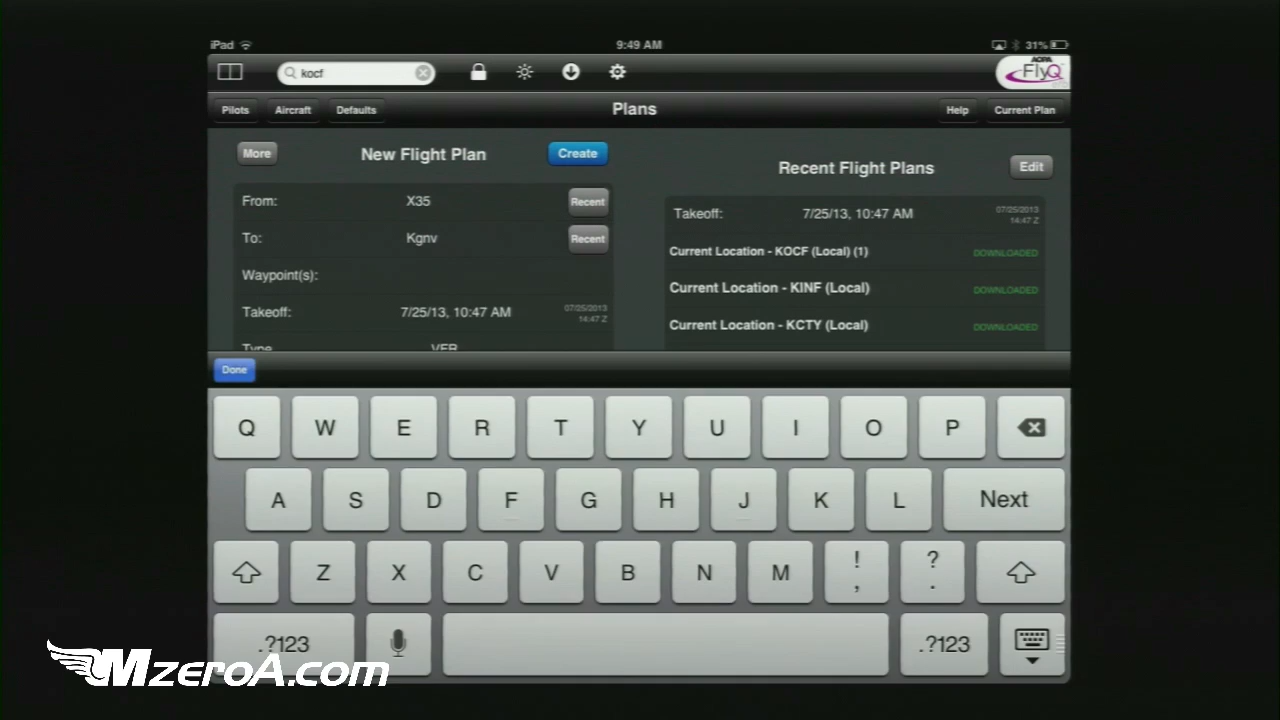 iPad 9:49 AM 31%
kocf AOPA FlyQ
Pilots Aircraft Defaults Plans Help Current Plan
More New Flight Plan Create
From: X35 Recent
To: Kgnv Recent
Waypoint(s):
Takeoff: 7/25/13, 10:47 AM 07/25/2013
14:47 Z
Type VFR
Recent Flight Plans Edit
Takeoff: 7/25/13, 10:47 AM 07/25/2013
14:47 Z
Current Location - KOCF (Local) (1) DOWNLOADED
Current Location - KINF (Local) DOWNLOADED
Current Location - KCTY (Local) DOWNLOADED
Done
Q W E R T Y U I O P
A S D F G H J K L Next
Z X C V B N M ! , ? .
.?123 .?123
MzeroA.com